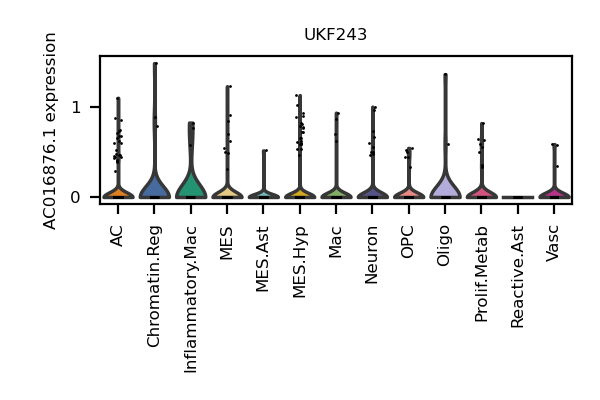 UKF243
AC016876.1 expression
1
0
AC
Chromatin.Reg
Inflammatory.Mac
MES
MES.Ast
MES.Hyp
Mac
Neuron
OPC
Oligo
Prolif.Metab
Reactive.Ast
Vasc